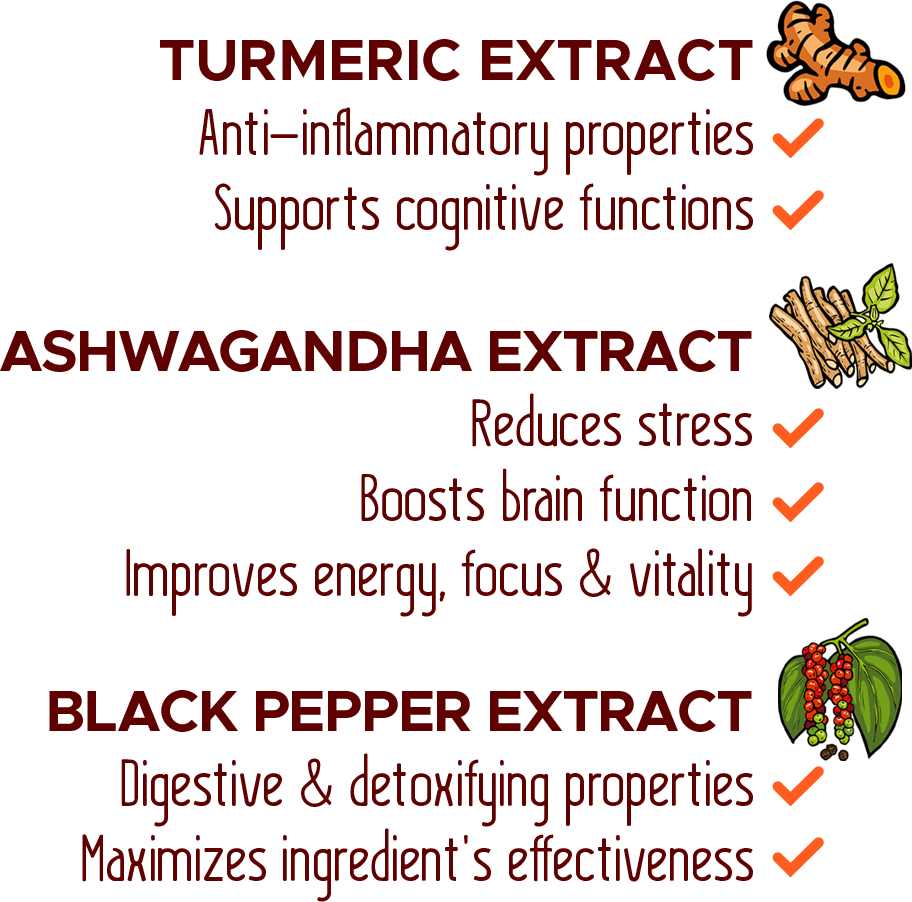 TURMERIC EXTRACT
Anti-inflammatory properties
Supports cognitive functions
ASHWAGANDHA EXTRACT
Reduces stress
Boosts brain function
Improves energy, focus & vitality
BLACK PEPPER EXTRACT
Digestive & detoxifying properties
Maximizes ingredient's effectiveness